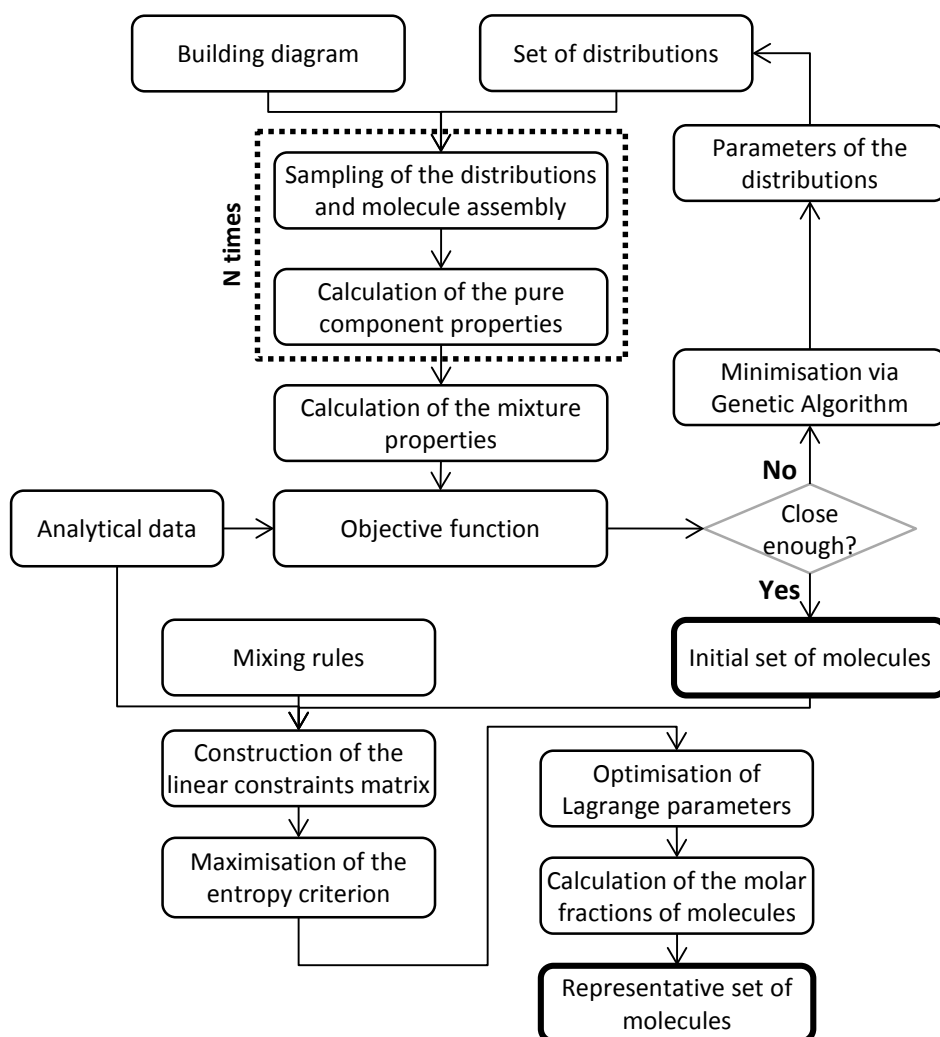 Building diagram
Set of distributions
Parameters of the
distributions
Sampling of the distributions
and molecule assembly
N times
Calculation of the pure
component properties
Minimisation via
Genetic Algorithm
Calculation of the mixture
properties
No
Analytical data
Objective function
Close
enough?
Yes
Mixing rules
Initial set of molecules
Construction of the
linear constraints matrix
Optimisation of
Lagrange parameters
Maximisation of the
entropy criterion
Calculation of the molar
fractions of molecules
Representative set of
molecules